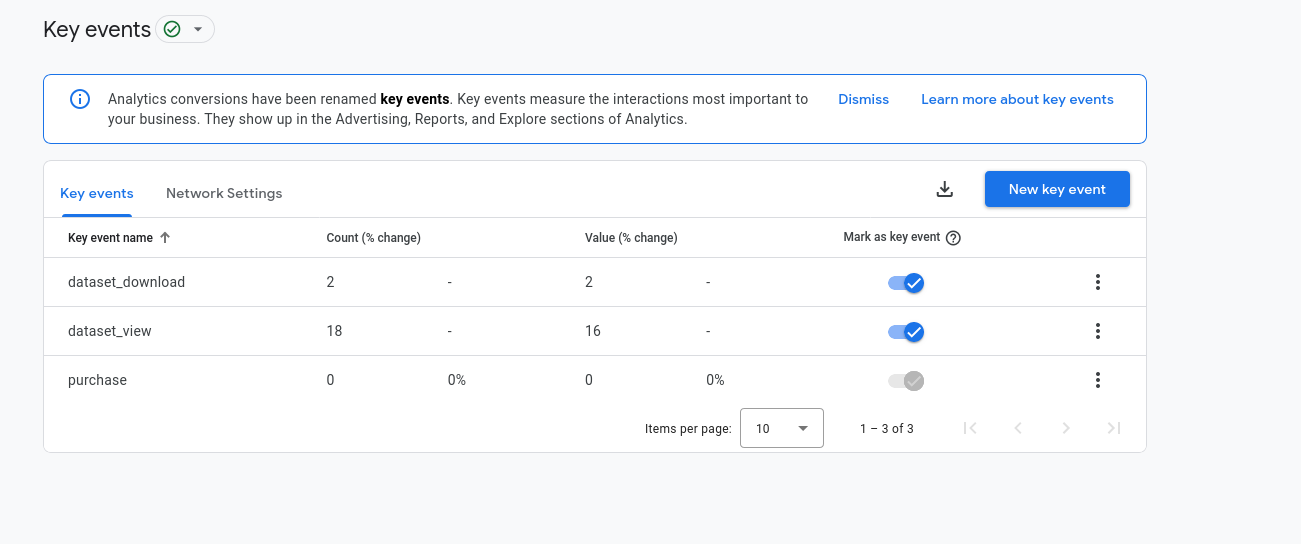 Key events
Analytics conversions have been renamed key events. Key events measure the interactions most important to
your business. They show up in the Advertising, Reports, and Explore sections of Analytics.
Dismiss
Learn more about key events
Key events
Network Settings
New key event
Key event name
Count (% change)
Value (% change)
Mark as key event
dataset_download 2 - 2 -
dataset_view 18 - 16 -
purchase 0 0% 0 0%
Items per page: 10 1 – 3 of 3